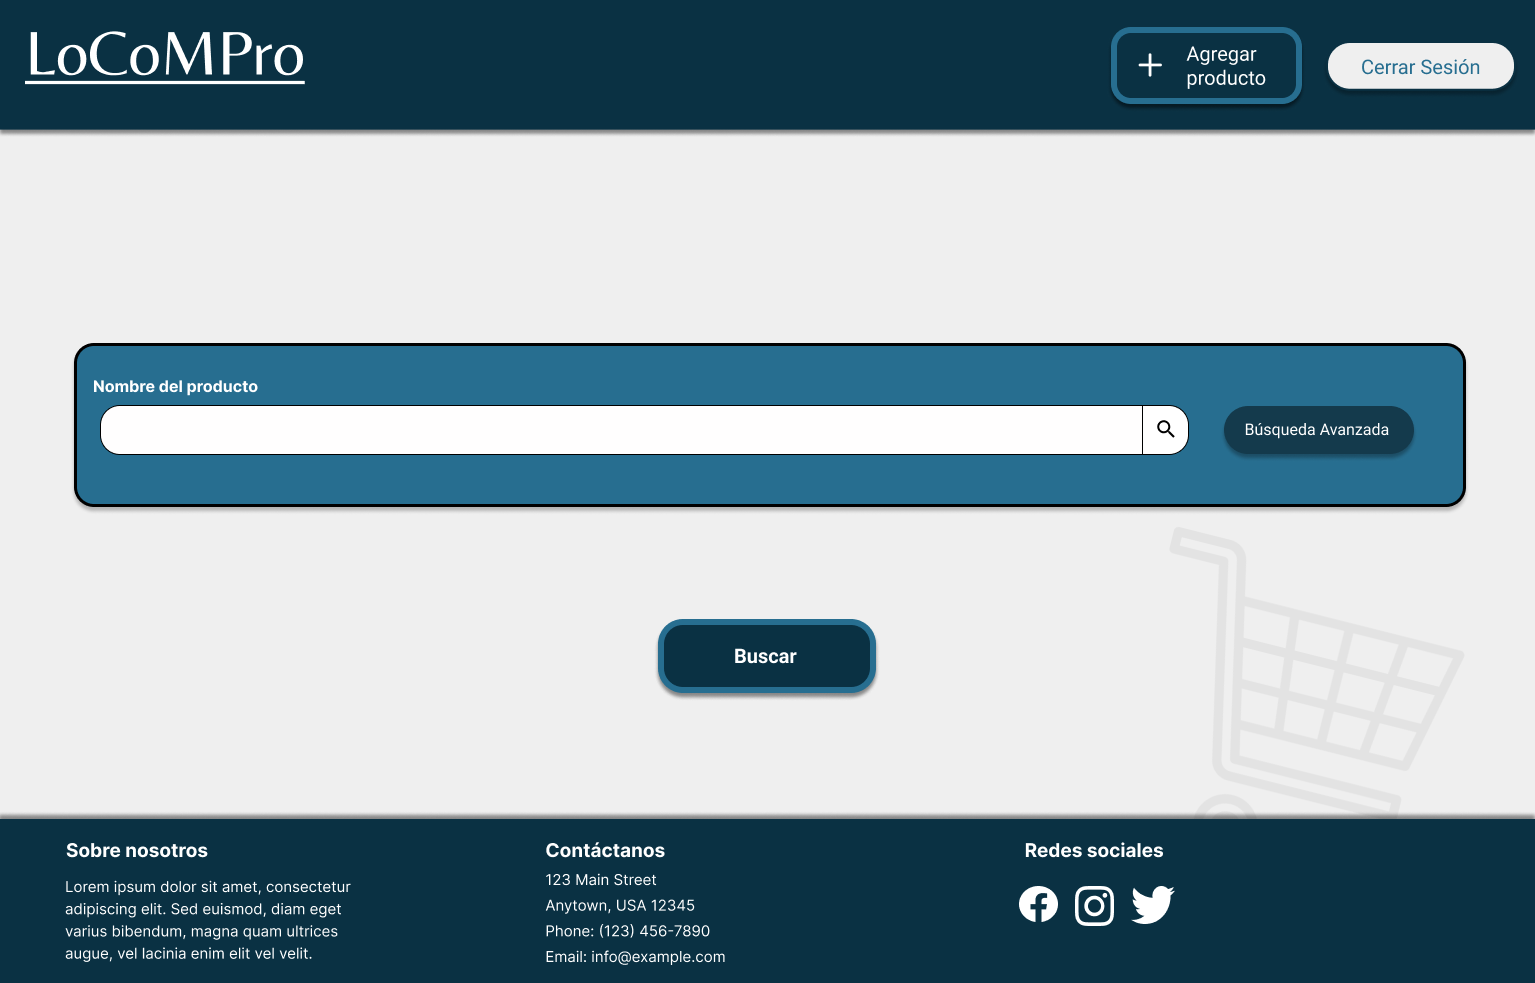 LoCoMPro
Agregar
producto
Cerrar Sesión
Nombre del producto
Búsqueda Avanzada
Buscar
Sobre nosotros
Lorem ipsum dolor sit amet, consectetur
adipiscing elit. Sed euismod, diam eget
varius bibendum, magna quam ultrices
augue, vel lacinia enim elit vel velit.
Contáctanos
123 Main Street
Anytown, USA 12345
Phone: (123) 456-7890
Email: info@example.com
Redes sociales